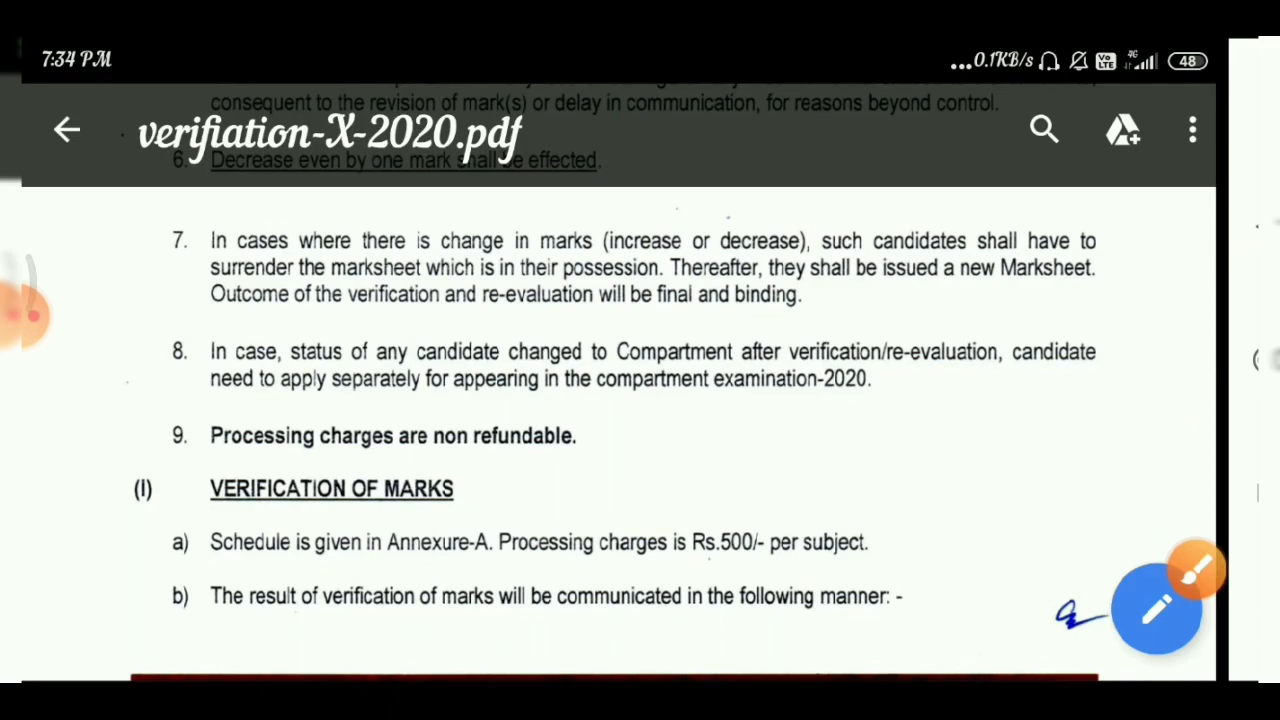 7:34 PM
...0.1KB/s
Vo LTE
4G
48
consequent to the revision of mark(s) or delay in communication, for reasons beyond control.
verifiation-X-2020.pdf
6. Decrease even by one mark shall be effected.
7. In cases where there is change in marks (increase or decrease), such candidates shall have to
surrender the marksheet which is in their possession. Thereafter, they shall be issued a new Marksheet.
Outcome of the verification and re-evaluation will be final and binding.
8. In case, status of any candidate changed to Compartment after verification/re-evaluation, candidate
need to apply separately for appearing in the compartment examination-2020.
9. Processing charges are non refundable.
(I) VERIFICATION OF MARKS
a) Schedule is given in Annexure-A. Processing charges is Rs.500/- per subject.
b) The result of verification of marks will be communicated in the following manner: -